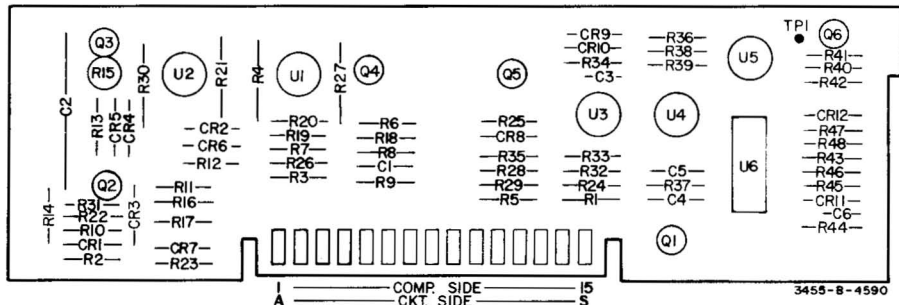 Q3
R15
R30
U2
R21
R4
U1
R27
Q4
Q5
CR9
CR10
R34
C3
R36
R38
R39
U5
TP1
Q6
R41
R40
R42
C2
R13
CR5
CR4
CR2
CR6
R12
R20
R19
R7
R26
R3
R6
R18
R8
C1
R9
R25
CR8
R35
R28
R29
R5
U3
R33
R32
R24
R1
U4
C5
R37
C4
U6
CR12
R47
R48
R43
R46
R45
CR11
C6
R44
Q2
R14
R31
R22
R10
CR1
R2
CR3
R11
R16
R17
CR7
R23
Q1
1 COMP. SIDE 15
A CKT. SIDE S
3455-B-4590